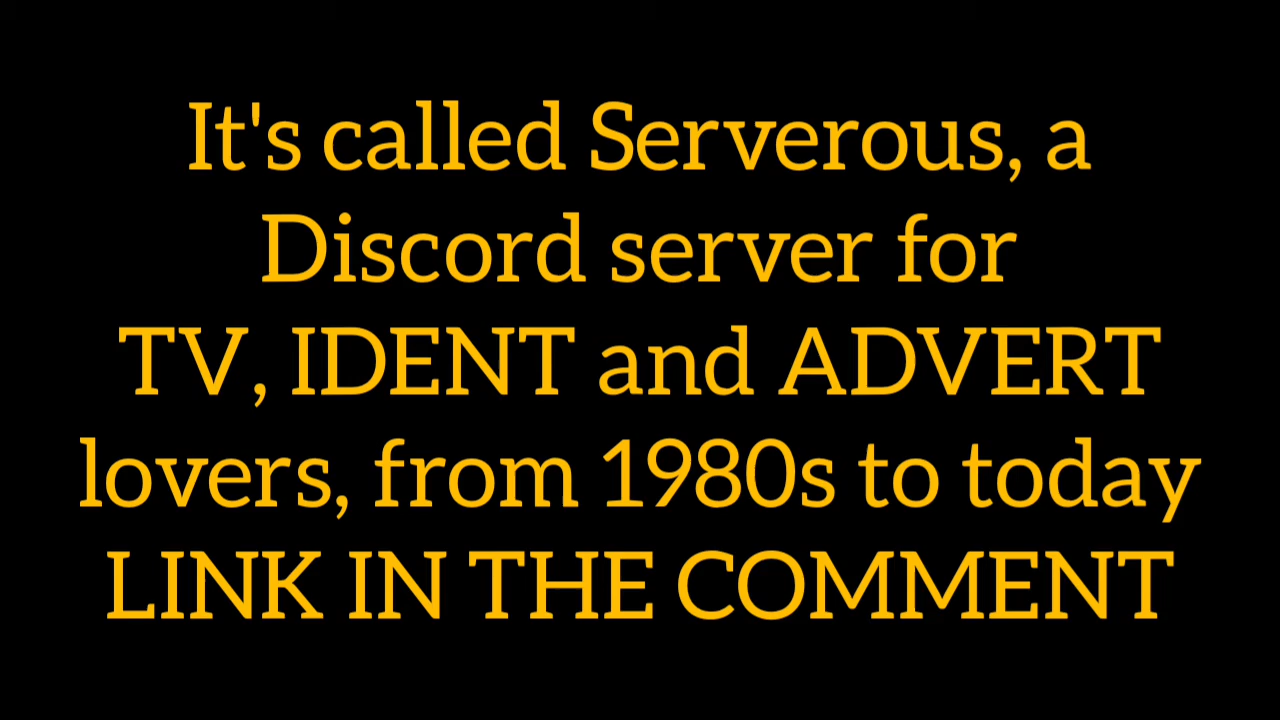 It's called Serverous, a
Discord server for
TV, IDENT and ADVERT
lovers, from 1980s to today
LINK IN THE COMMENT